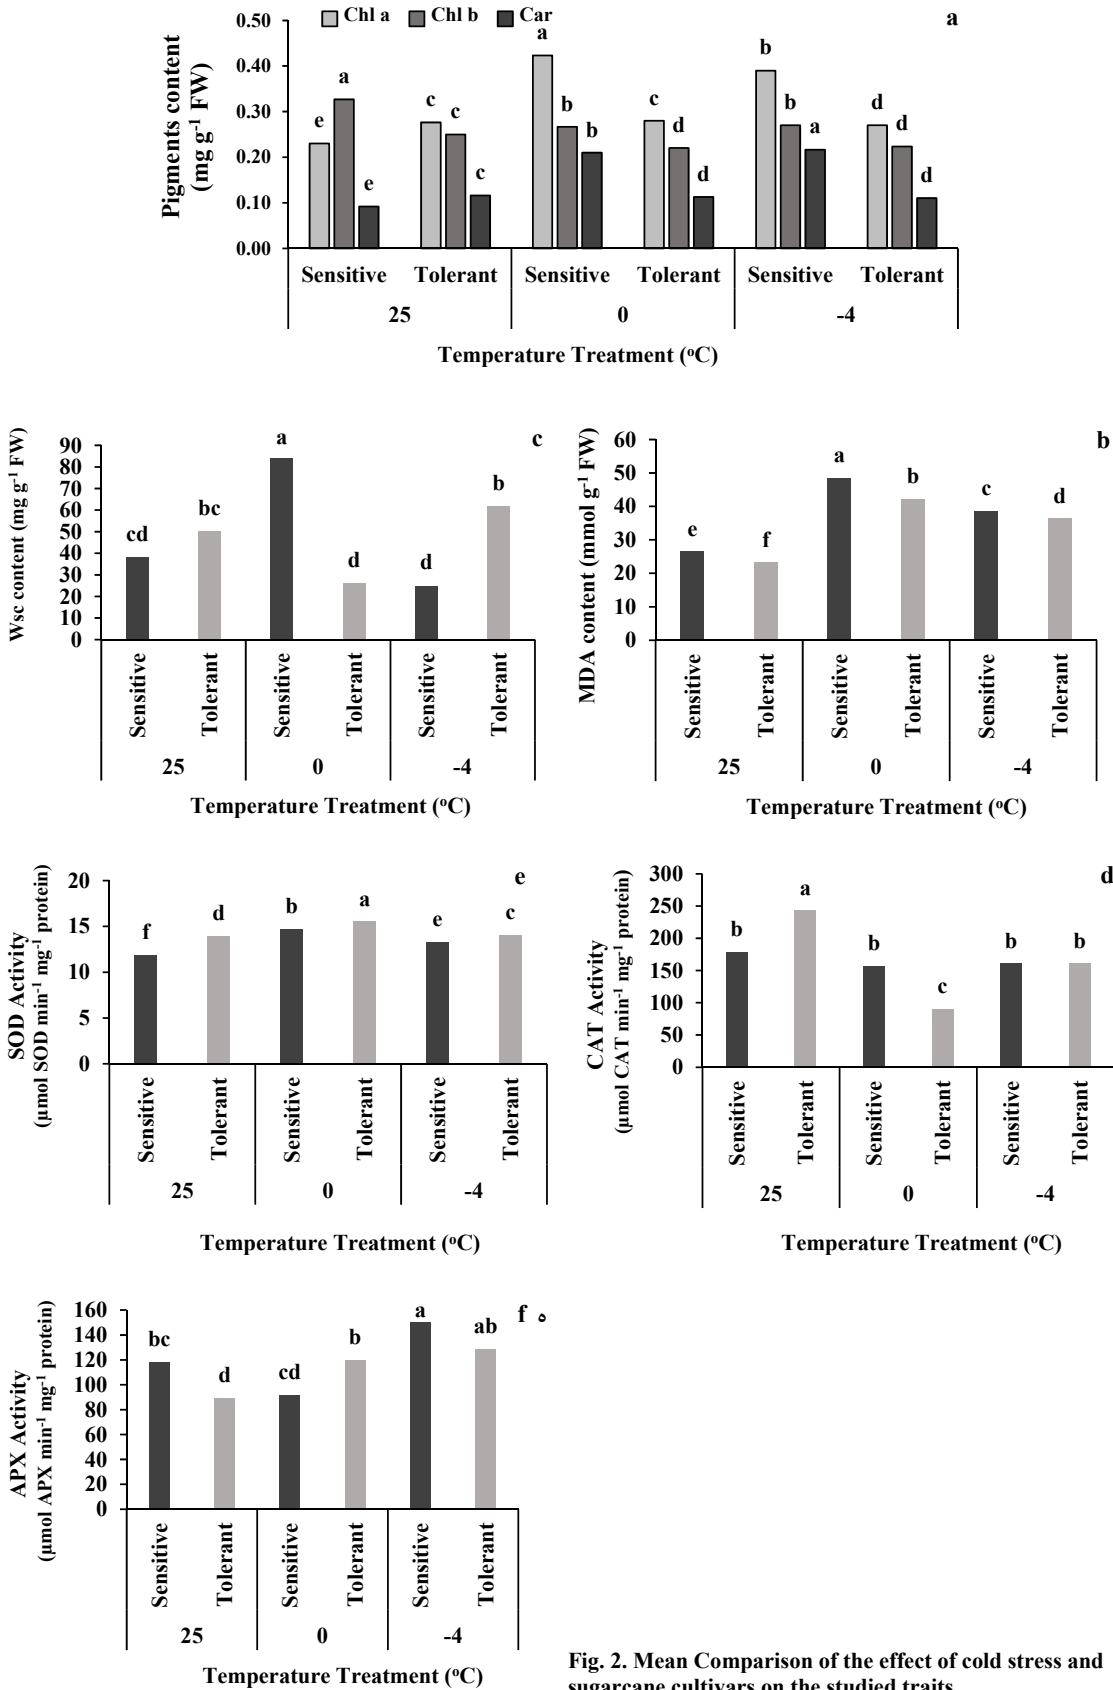 Chl a Chl b Car
a
Pigments content
(mg g⁻¹ FW)
0.50
0.40
0.30
0.20
0.10
0.00
e a e c c c a b b c d d b b a d d d
Sensitive Tolerant Sensitive Tolerant Sensitive Tolerant
25 0 -4
Temperature Treatment (°C)
c
Wsc content (mg g⁻¹ FW)
90
80
70
60
50
40
30
20
10
0
cd bc a d d b
Sensitive Tolerant Sensitive Tolerant Sensitive Tolerant
25 0 -4
Temperature Treatment (°C)
b
MDA content (mmol g⁻¹ FW)
60
50
40
30
20
10
0
e f a b c d
Sensitive Tolerant Sensitive Tolerant Sensitive Tolerant
25 0 -4
Temperature Treatment (°C)
e
SOD Activity
(µmol SOD min⁻¹ mg⁻¹ protein)
20
15
10
5
0
f d b a e c
Sensitive Tolerant Sensitive Tolerant Sensitive Tolerant
25 0 -4
Temperature Treatment (°C)
d
CAT Activity
(µmol CAT min⁻¹ mg⁻¹ protein)
300
250
200
150
100
50
0
b a b c b b
Sensitive Tolerant Sensitive Tolerant Sensitive Tolerant
25 0 -4
Temperature Treatment (°C)
f ه
APX Activity
(µmol APX min⁻¹ mg⁻¹ protein)
160
140
120
100
80
60
40
20
0
bc d cd b a ab
Sensitive Tolerant Sensitive Tolerant Sensitive Tolerant
25 0 -4
Temperature Treatment (°C)
Fig. 2. Mean Comparison of the effect of cold stress and
sugarcane cultivars on the studied traits